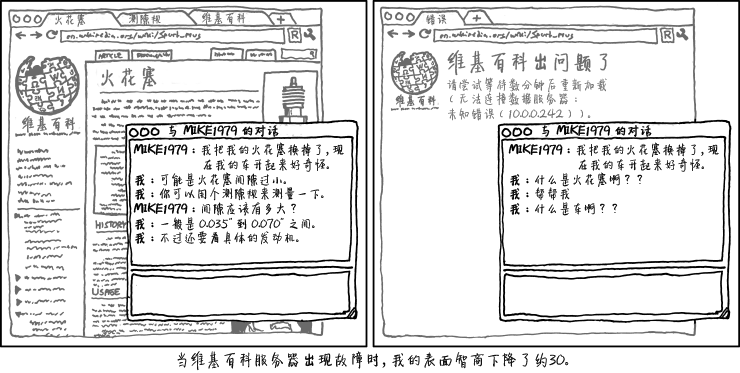 火花塞 测隙规 维基百科 +
en.wikipedia.org/wiki/Spark_plug R
ARTICLE
火花塞
维基百科
HISTORY
USAGE
与 MIKE1979 的对话
MIKE1979：我把我的火花塞换掉了，现
在我的车开起来好奇怪。
我：可能是火花塞间隙过小。
我：你可以用个测隙规来测量一下。
MIKE1979：间隙应该有多大？
我：一般是 0.035" 到 0.070" 之间。
我：不过还要看具体的发动机。
错误 +
en.wikipedia.org/wiki/Spark_plug R
维基百科出问题了
请尝试等待数分钟后重新加载
（无法连接数据服务器：
未知错误（10.0.0.242））。
维基百科
与 MIKE1979 的对话
MIKE1979：我把我的火花塞换掉了，现
在我的车开起来好奇怪。
我：什么是火花塞啊？？
我：帮帮我
我：什么是车啊？？
当维基百科服务器出现故障时，我的表面智商下降了约30。